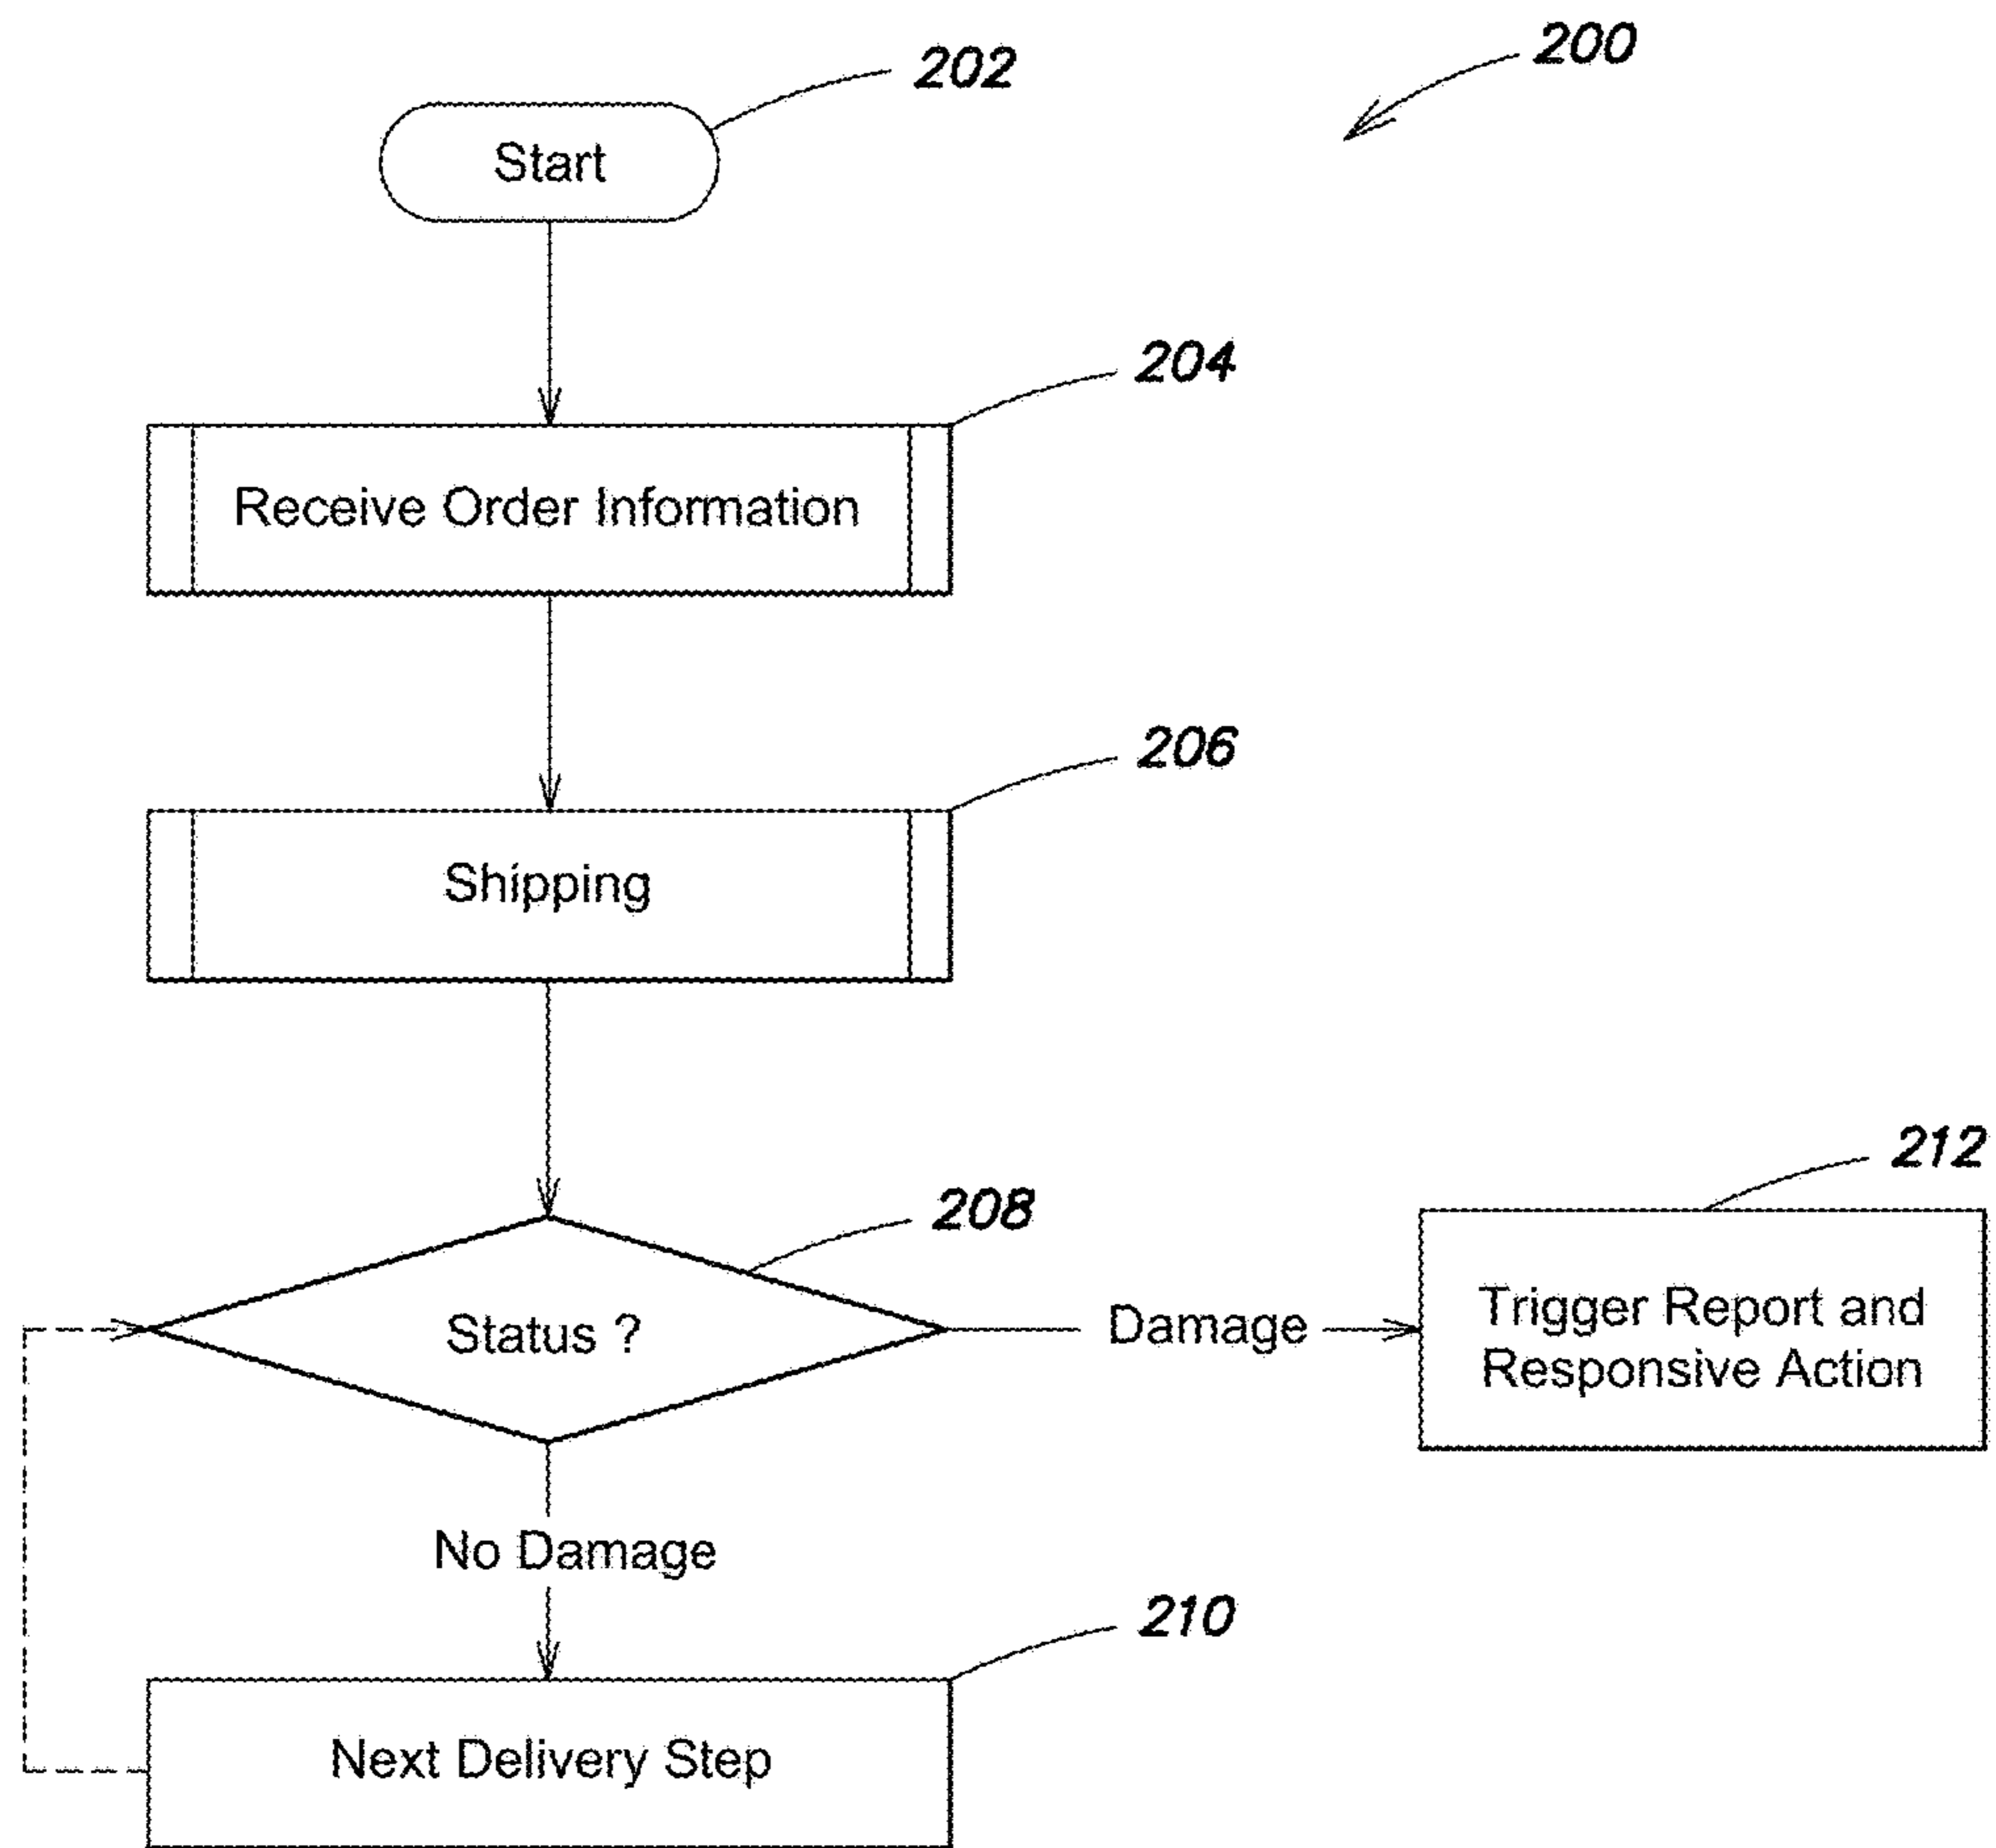 200
202
Start
204
Receive Order Information
206
Shipping
208
212
Status ?
Damage
Trigger Report and
Responsive Action
No Damage
210
Next Delivery Step